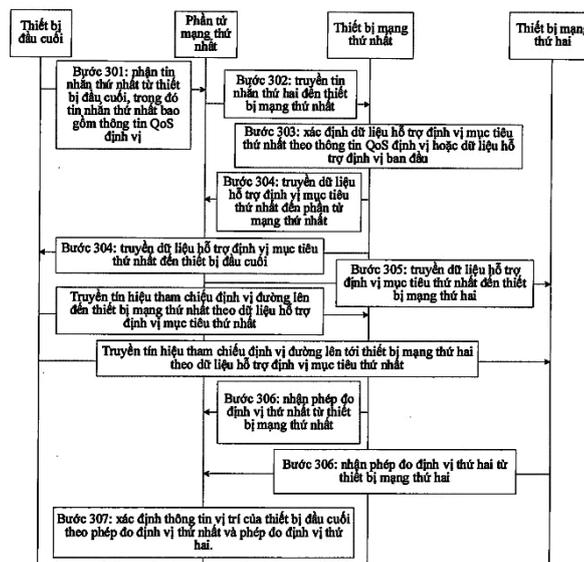 Thiết bị
đầu cuối
Phần tử
mạng thứ nhất
Thiết bị mạng
thứ nhất
Thiết bị mạng
thứ hai
Bước 301: phận tin
nhắn thứ nhất từ thiết
bị đầu cuối, trong đó
tin nhắn thứ nhất bao
gồm thông tin QoS
định vị
Bước 302: truyền tin
nhắn thứ hai đến thiết
bị mạng thứ nhất
Bước 303: xác định dữ liệu hỗ trợ định vị mục tiêu
thứ nhất theo thông tin QoS định vị hoặc dữ liệu hỗ
trợ định vị ban đầu
Bước 304: truyền dữ liệu
hỗ trợ định vị mục tiêu
thứ nhất đến phần tử
mạng thứ nhất
Bước 304: truyền dữ liệu hỗ trợ định vị mục tiêu
thứ nhất đến thiết bị đầu cuối
Bước 305: truyền dữ liệu hỗ trợ
định vị mục tiêu thứ nhất đến thiết
bị mạng thứ hai
Truyền tín hiệu tham chiếu định vị đường lên
đến thiết bị mạng thứ nhất theo dữ liệu hỗ trợ
định vị mục tiêu thứ nhất
Truyền tín hiệu tham chiếu định vị đường lên tới thiết bị mạng thứ hai
theo dữ liệu hỗ trợ định vị mục tiêu thứ nhất
Bước 306: nhận phép đo
định vị thứ nhất từ thiết
bị mạng thứ nhất
Bước 306: nhận phép đo định vị thứ hai từ
thiết bị mạng thứ hai
Bước 307: xác định thông tin vị trí của thiết bị đầu cuối
theo phép đo định vị thứ nhất và phép đo định vị thứ
hai.